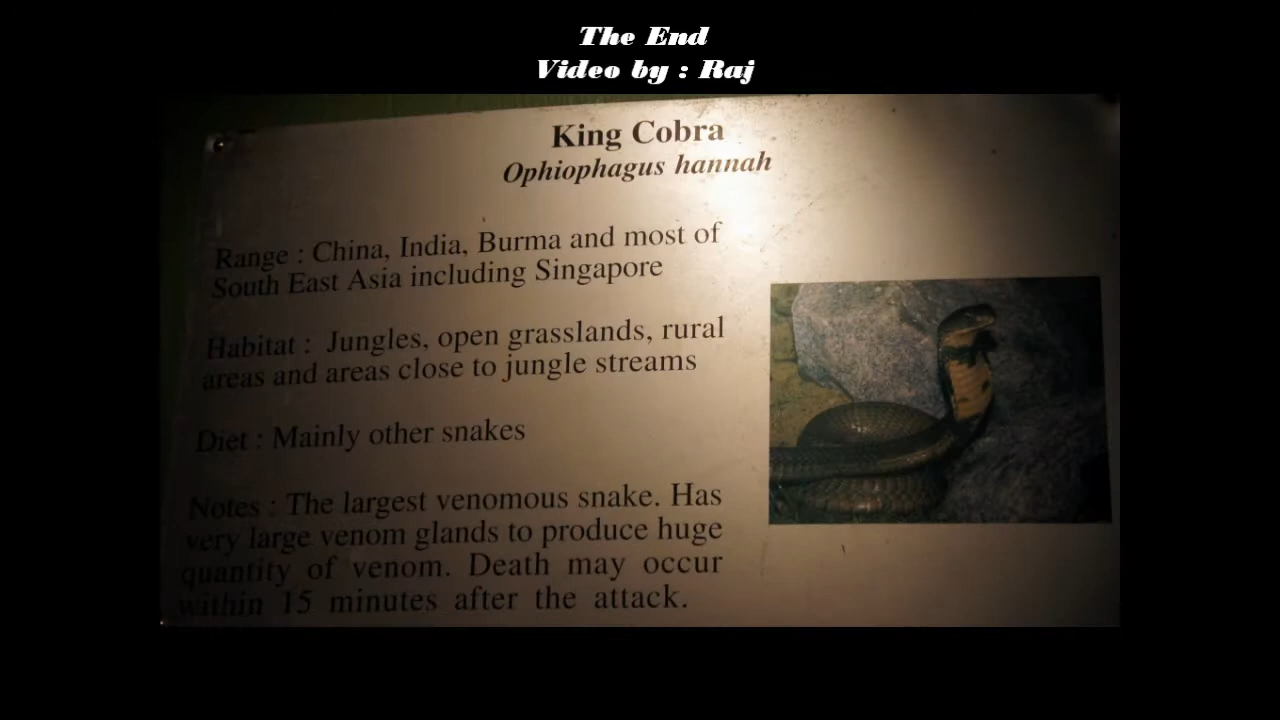 The End
Video by : Raj
King Cobra
Ophiophagus hannah
Range : China, India, Burma and most of
South East Asia including Singapore
Habitat : Jungles, open grasslands, rural
areas and areas close to jungle streams
Diet : Mainly other snakes
Notes : The largest venomous snake. Has
very large venom glands to produce huge
quantity of venom. Death may occur
within 15 minutes after the attack.